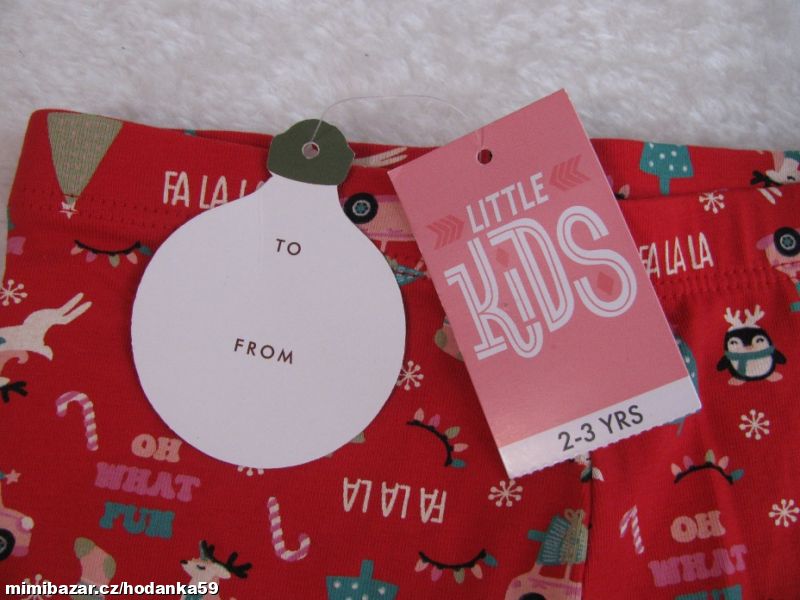 FA LA L
TO
FROM
LITTLE
KiDS
2-3 YRS
FA LA LA
OH
WHAT
FUN
FA LA LA
OH
WHAT
mimibazar.cz/hodanka59